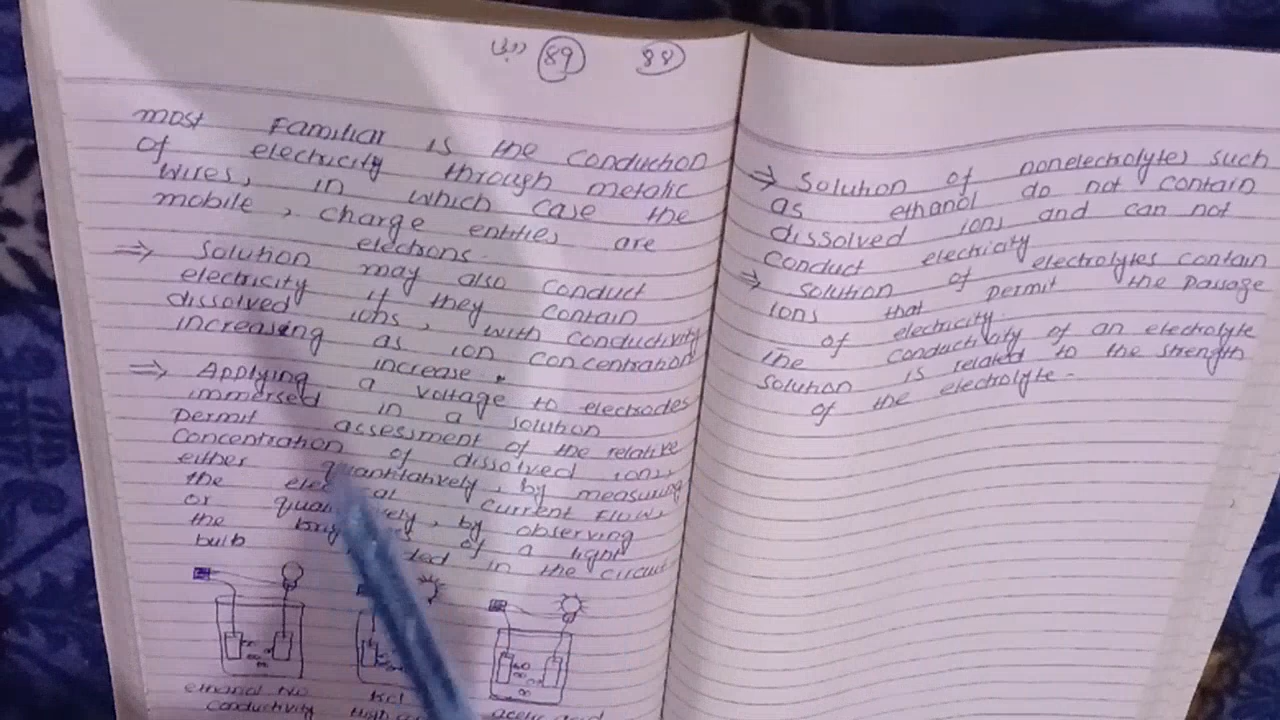 89 88
most Familiar is the conduction
of electricity through metalic
wires, in which case the
mobile, charge entities are
electrons.
⇒ Solution may also conduct
electricity if they contain
dissolved ions, with conductivity
increasing as ion concentration
increase.
⇒ Applying a voltage to electrodes
immersed in a solution
permit assessment of the relative
concentration of dissolved ions,
either quantitatively, by measuring
the current Flow,
or by observing
the of a light
bulb in the circuit
ethanol No
conductivity
KCl
acetic acid
⇒ Solution of nonelectrolytes such
as ethanol do not contain
dissolved ions and can not
conduct electricity
⇒ Solution of electrolytes contain
ions that permit the passage
of electricity.
The conductivity of an electrolyte
solution is related to the strength
of the electrolyte.